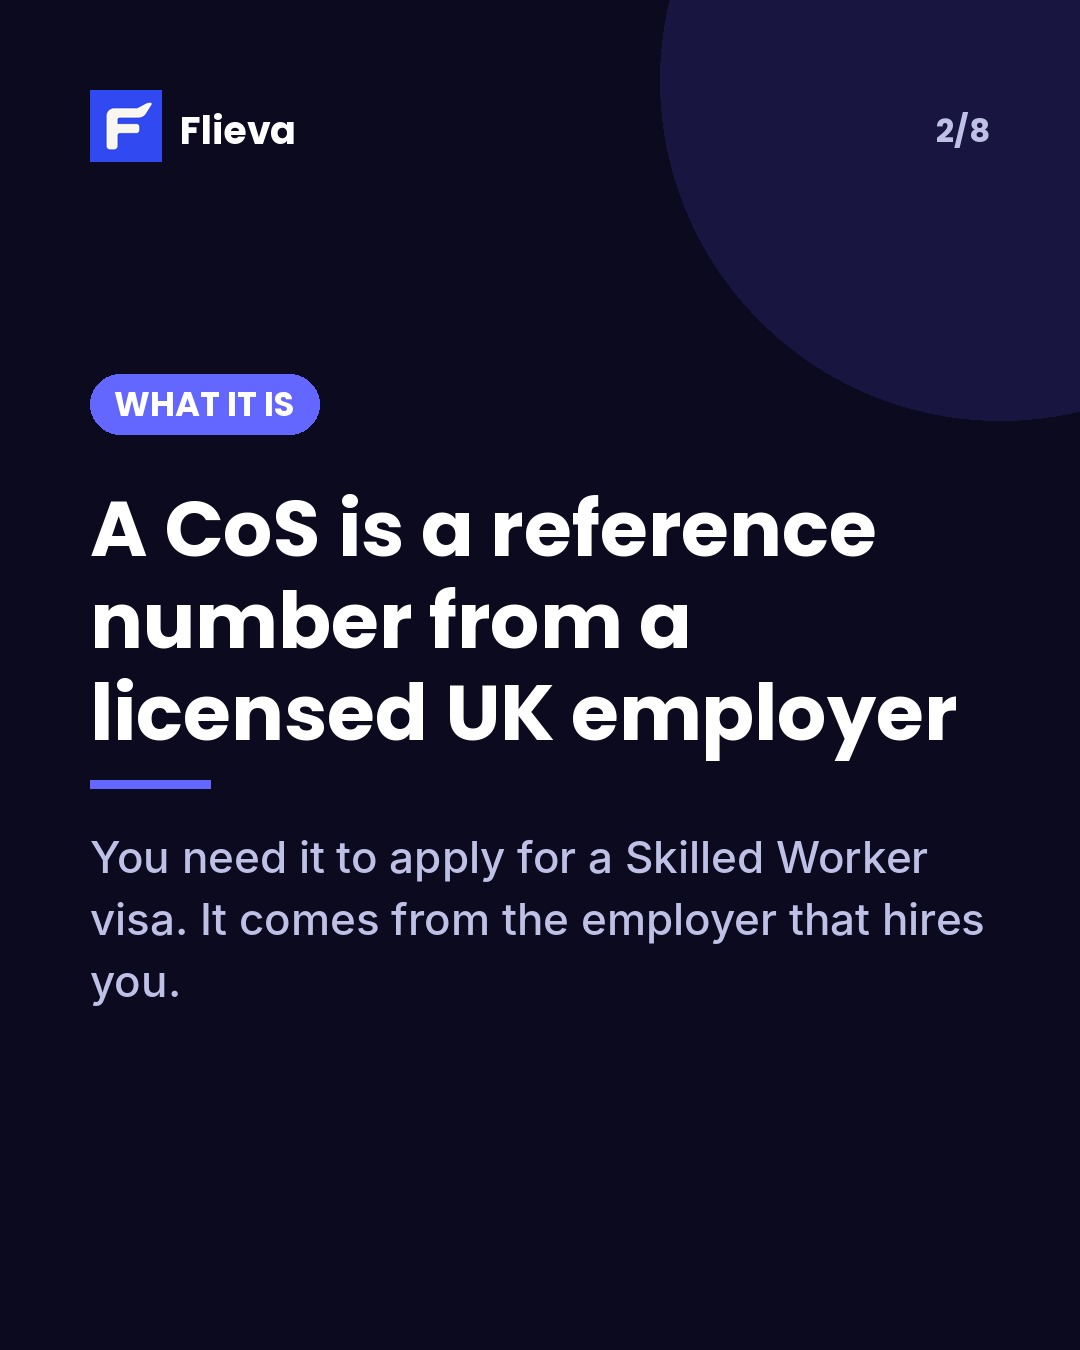 Flieva
2/8
WHAT IT IS
A CoS is a reference
number from a
licensed UK employer
You need it to apply for a Skilled Worker
visa. It comes from the employer that hires
you.